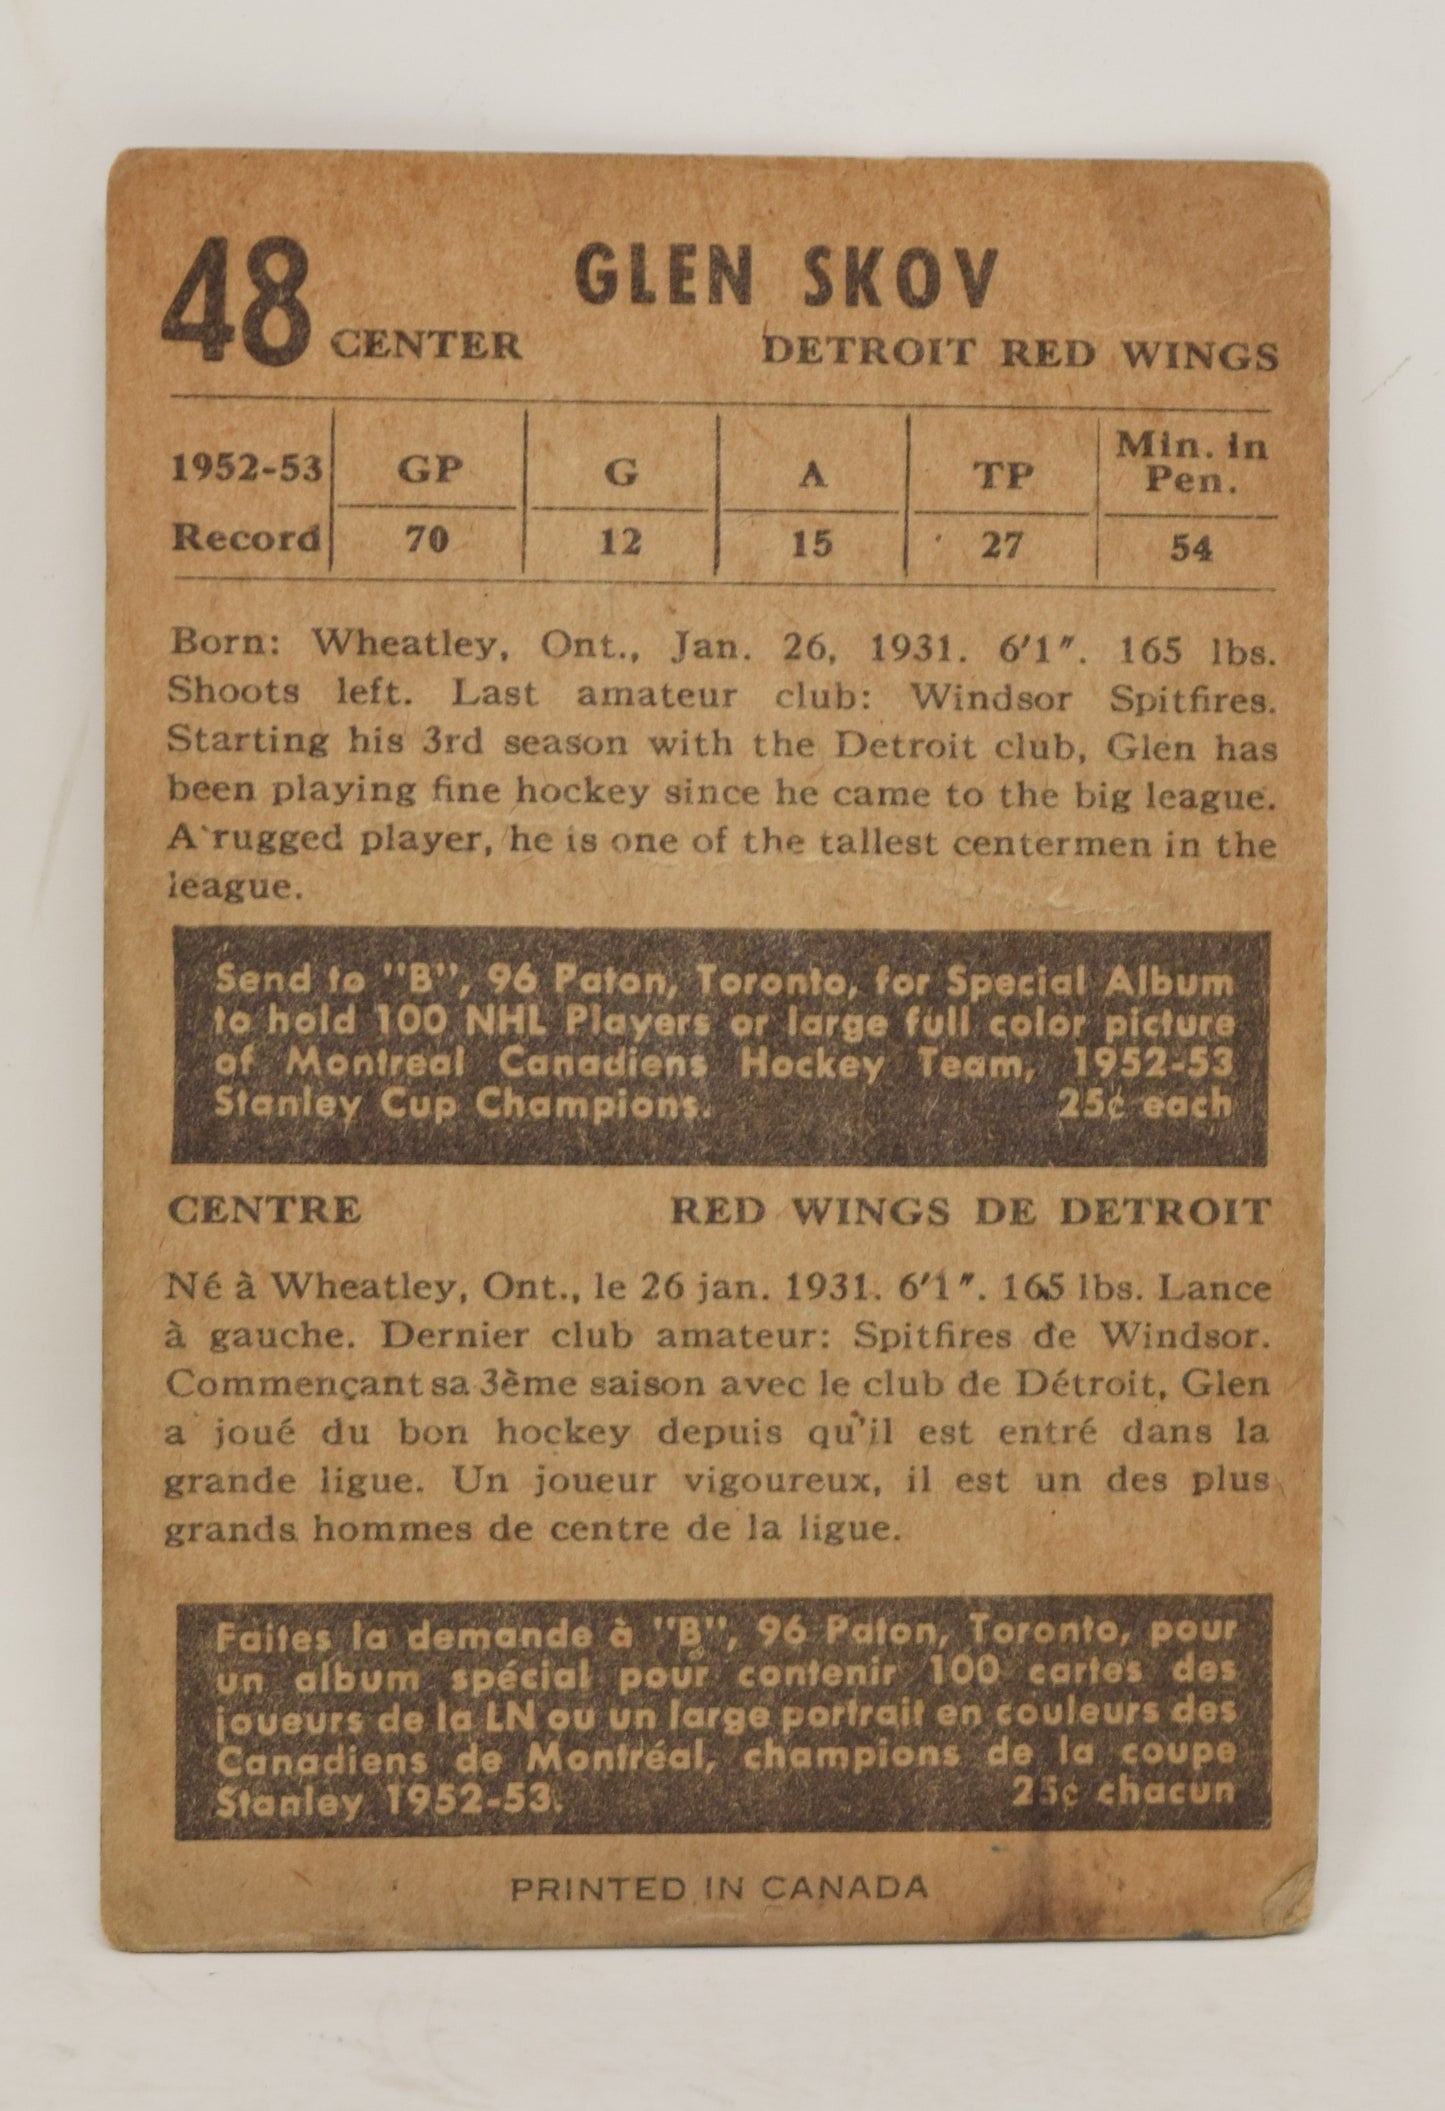 48 GLEN SKOV
CENTER DETROIT RED WINGS
1952-53 GP G A TP Min. in Pen.
Record 70 12 15 27 54
Born: Wheatley, Ont., Jan. 26, 1931. 6'1". 165 lbs.
Shoots left. Last amateur club: Windsor Spitfires.
Starting his 3rd season with the Detroit club, Glen has
been playing fine hockey since he came to the big league.
A rugged player, he is one of the tallest centermen in the
league.
Send to "B", 96 Paton, Toronto, for Special Album
to hold 100 NHL Players or large full color picture
of Montreal Canadiens Hockey Team, 1952-53
Stanley Cup Champions. 25¢ each
CENTRE RED WINGS DE DETROIT
Né à Wheatley, Ont., le 26 jan. 1931. 6'1". 165 lbs. Lance
à gauche. Dernier club amateur: Spitfires de Windsor.
Commençant sa 3ème saison avec le club de Détroit, Glen
a joué du bon hockey depuis qu'il est entré dans la
grande ligue. Un joueur vigoureux, il est un des plus
grands hommes de centre de la ligue.
Faites la demande à "B", 96 Paton, Toronto, pour
un album spécial pour contenir 100 cartes des
joueurs de la LN ou un large portrait en couleurs des
Canadiens de Montréal, champions de la coupe
Stanley 1952-53. 25¢ chacun
PRINTED IN CANADA